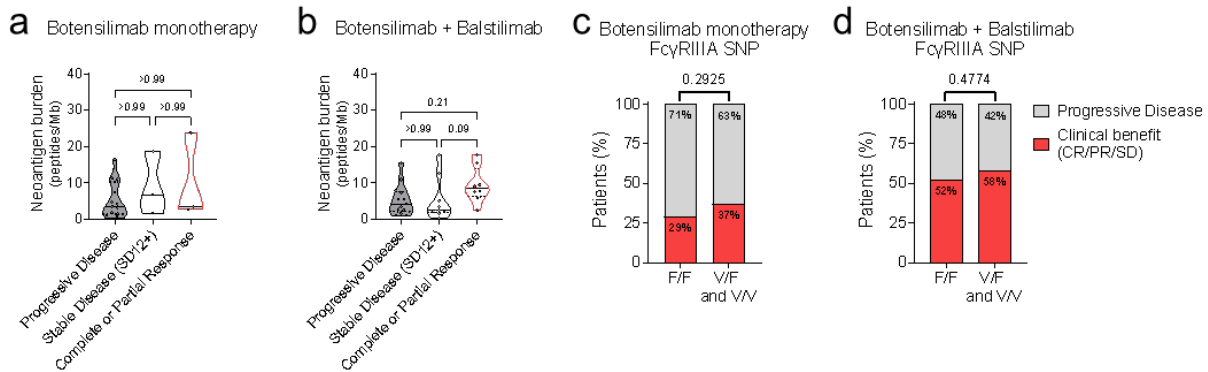 a Botensilimab monotherapy
Neoantigen burden
(peptides/Mb)
40
30
20
10
0
>0.99
>0.99
>0.99
Progressive Disease
Stable Disease (SD12+)
Complete or Partial Response
b Botensilimab + Balstilimab
Neoantigen burden
(peptides/Mb)
40
30
20
10
0
0.21
>0.99
0.09
Progressive Disease
Stable Disease (SD12+)
Complete or Partial Response
c Botensilimab monotherapy
FcγRIIIA SNP
0.2925
Patients (%)
100
50
0
71%
63%
29%
37%
F/F
V/F
and V/V
d Botensilimab + Balstilimab
FcγRIIIA SNP
0.4774
Patients (%)
100
50
0
48%
42%
52%
58%
F/F
V/F
and V/V
Progressive Disease
Clinical benefit
(CR/PR/SD)